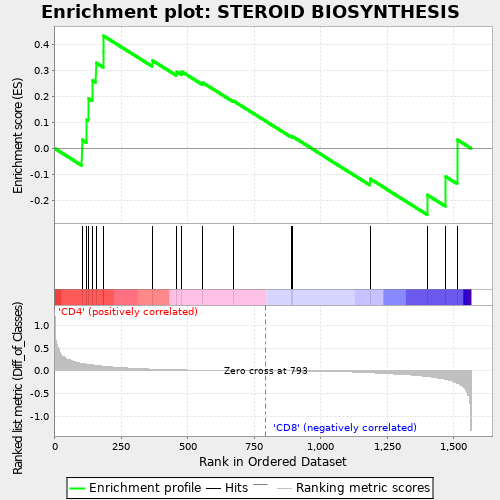 Enrichment plot: STEROID BIOSYNTHESIS
Enrichment score (ES)
0.4
0.3
0.2
0.1
0.0
-0.1
-0.2
'CD4' (positively correlated)
Ranked list metric (Diff_of_Classes)
1.0
0.5
0.0
-0.5
-1.0
Zero cross at 793
'CD8' (negatively correlated)
0 250 500 750 1,000 1,250 1,500
Rank in Ordered Dataset
Enrichment profile Hits Ranking metric scores